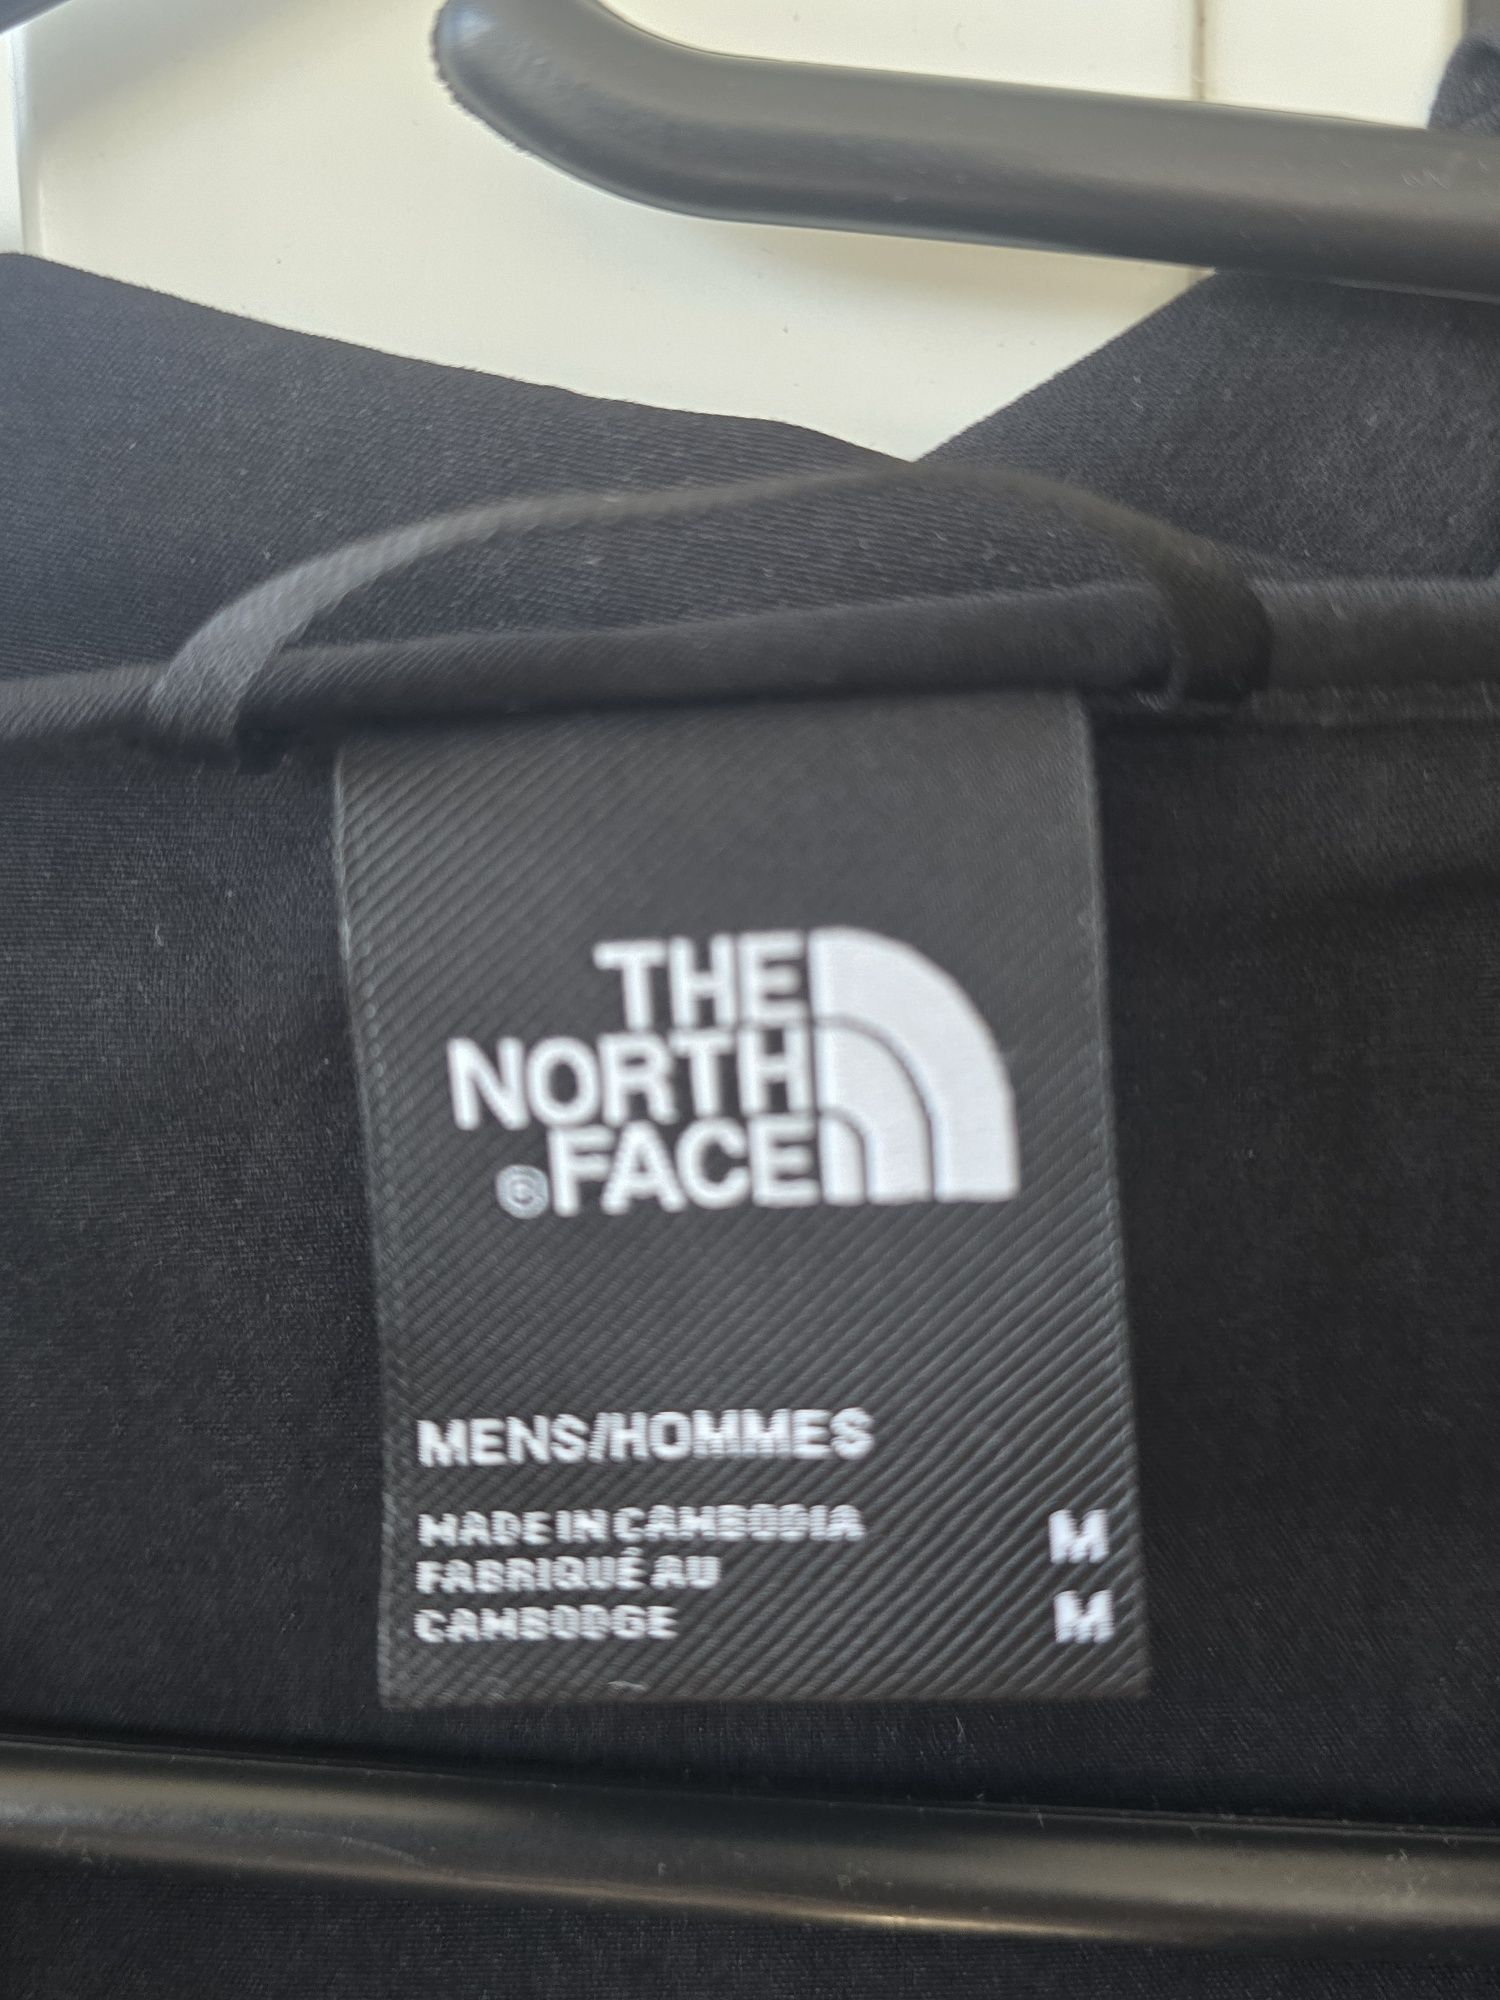 THE
NORTH
FACE
MENS/HOMMES
MADE IN CAMBODIA
FABRIQUÉ AU
CAMBODGE
M
M